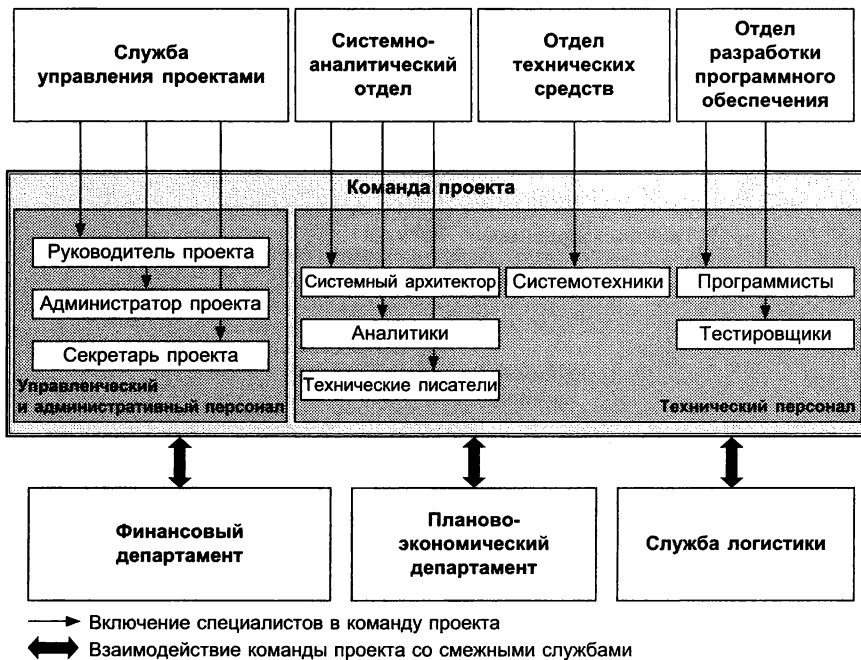 Служба
управления проектами
Системно-
аналитический
отдел
Отдел
технических
средств
Отдел
разработки
программного
обеспечения
Команда проекта
Руководитель проекта
Администратор проекта
Секретарь проекта
Управленческий
и административный персонал
Системный архитектор
Аналитики
Технические писатели
Системотехники
Программисты
Тестировщики
Технический персонал
Финансовый
департамент
Планово-
экономический
департамент
Служба логистики
Включение специалистов в команду проекта
Взаимодействие команды проекта со смежными службами